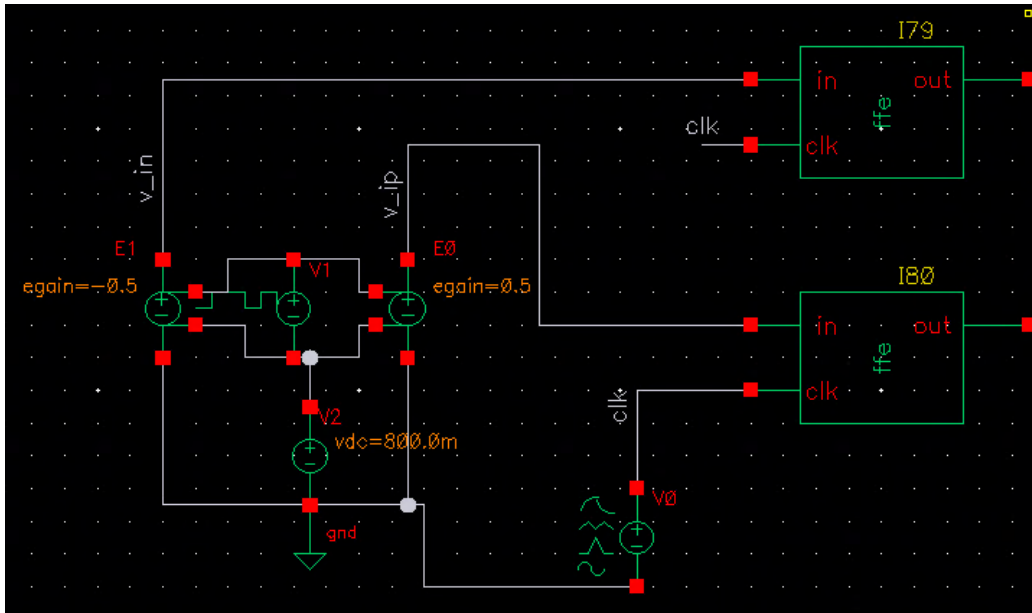 I79
in
out
ffe
clk
clk
v_in
v_ip
E1
V1
E0
egain=-0.5
egain=0.5
I80
in
out
ffe
clk
clk
V2
vdc=800.0m
V0
gnd